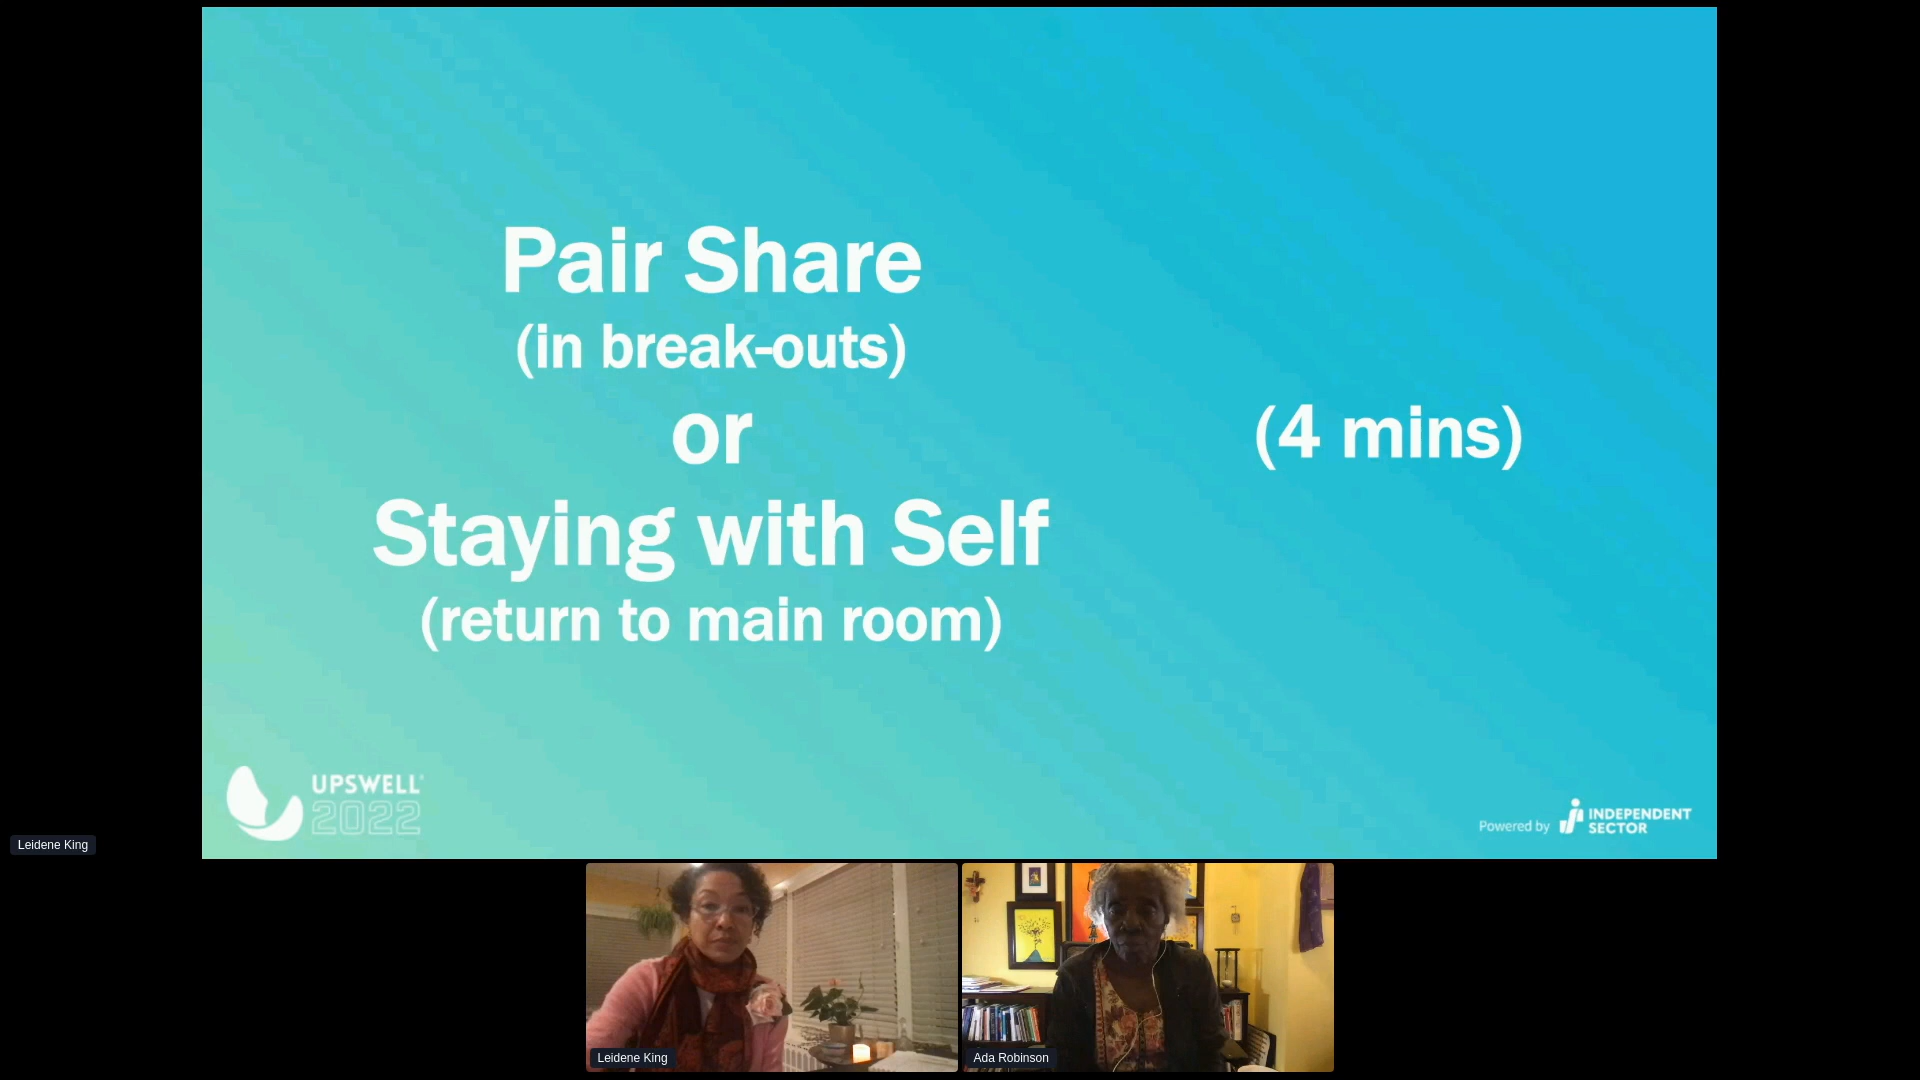 Pair Share
(in break-outs)
or
Staying with Self
(return to main room)
(4 mins)
UPSWELL
2022
Powered by
INDEPENDENT
SECTOR
Leidene King
Leidene King
Ada Robinson